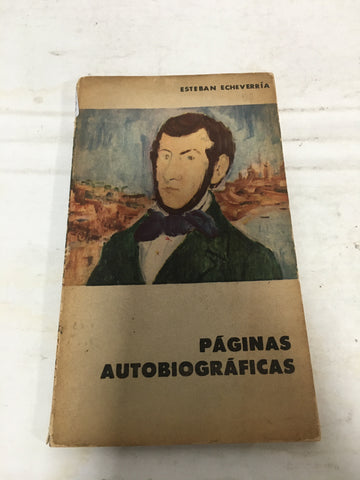 ESTEBAN ECHEVERRÍA
PÁGINAS
AUTOBIOGRÁFICAS